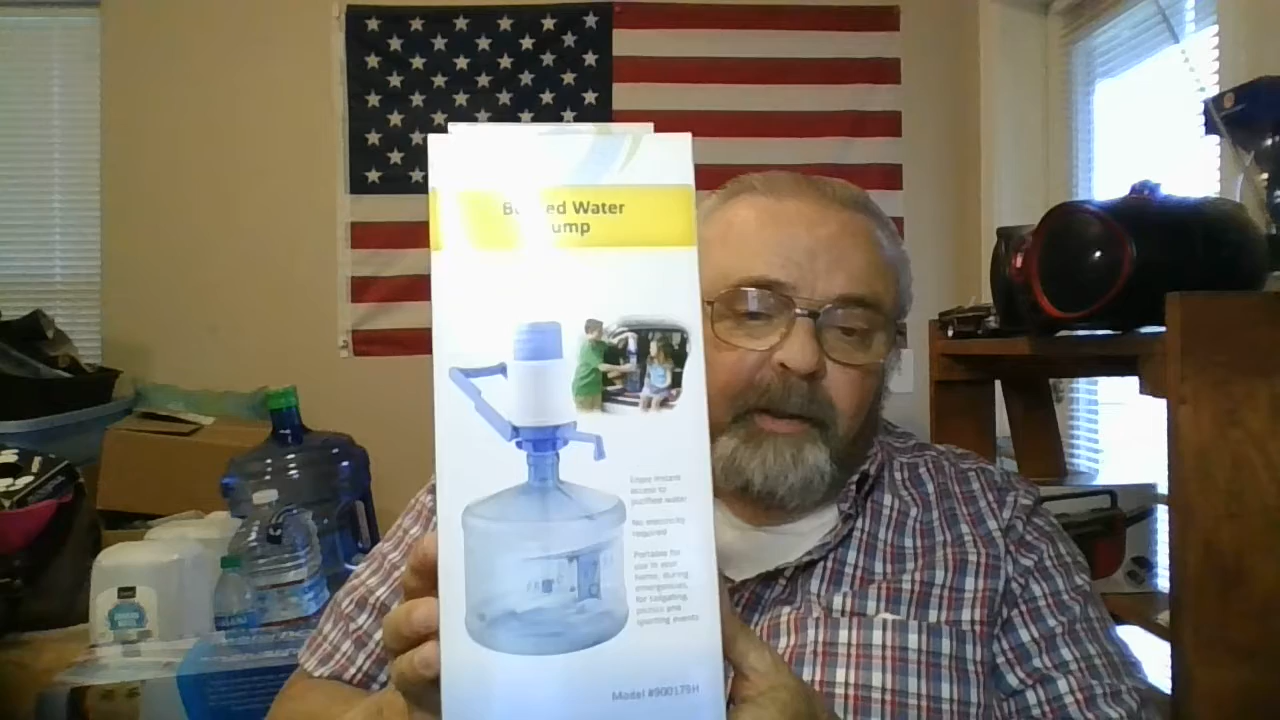 Water
Enjoy instant
access to
purified water
No electricity
required
Portable for
use in your
home, during
emergencies,
for tailgating,
picnics and
sporting events
Model #900179H